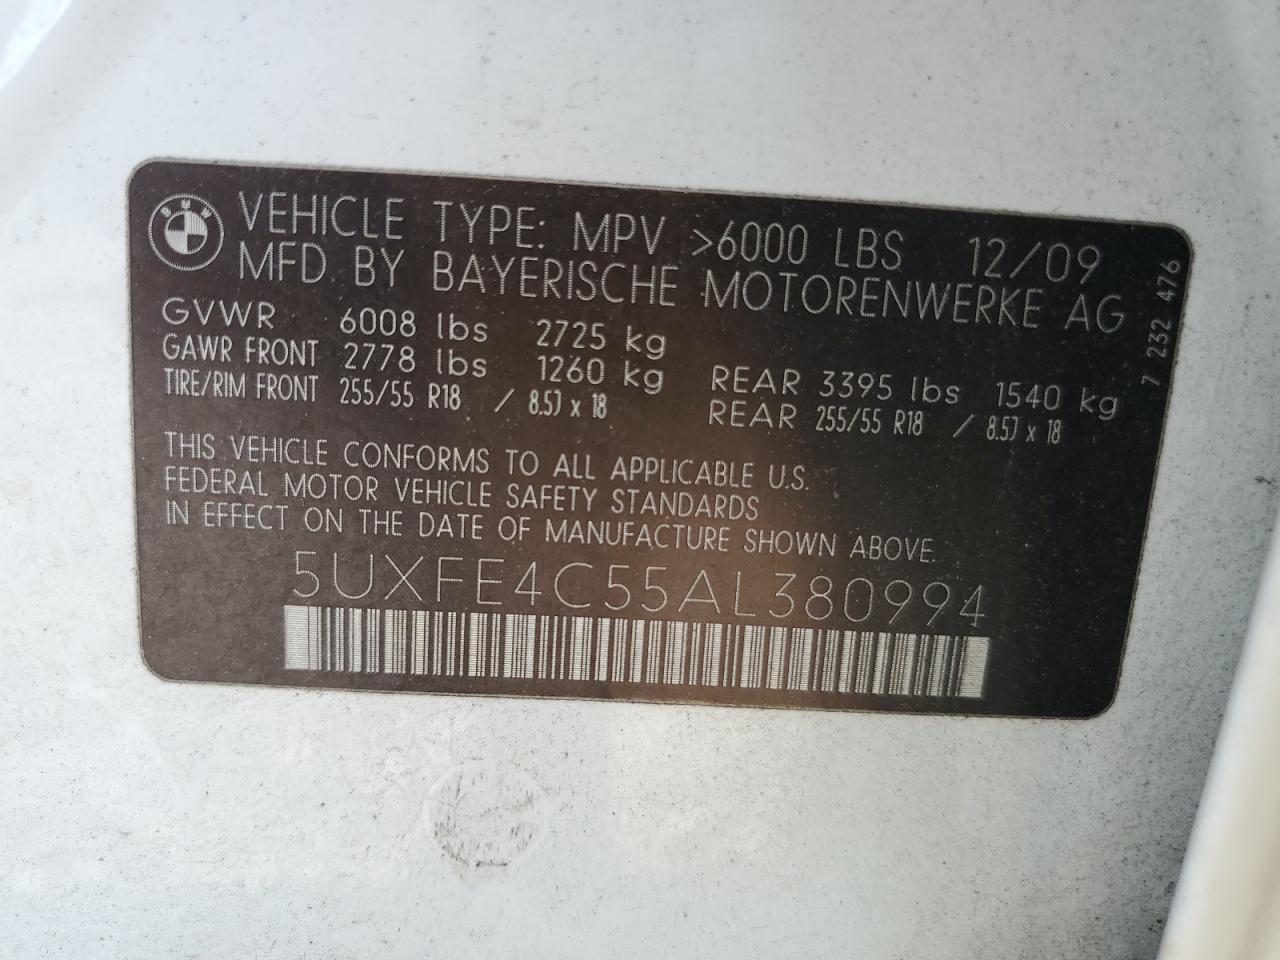 BMW
VEHICLE TYPE: MPV >6000 LBS 12/09
MFD BY BAYERISCHE MOTORENWERKE AG
GVWR 6008 lbs 2725 kg
GAWR FRONT 2778 lbs 1260 kg REAR 3395 lbs 1540 kg
TIRE/RIM FRONT 255/55 R18 / 8.5J x 18 REAR 255/55 R18 / 8.5J x 18
THIS VEHICLE CONFORMS TO ALL APPLICABLE U.S.
FEDERAL MOTOR VEHICLE SAFETY STANDARDS
IN EFFECT ON THE DATE OF MANUFACTURE SHOWN ABOVE.
5UXFE4C55AL380994
7 232 476